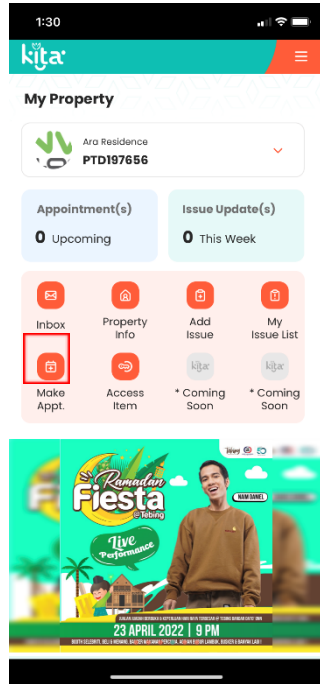 1:30
kita
My Property
Ara Residence
PTD197656
Appointment(s)
0 Upcoming
Issue Update(s)
0 This Week
Inbox
Property Info
Add Issue
My Issue List
Make Appt.
Access Item
* Coming Soon
* Coming Soon
kita
kita
Ramadan
Fiesta
@Tebing
Live
Performance
NAM DANIEL
23 APRIL 2022 | 9 PM